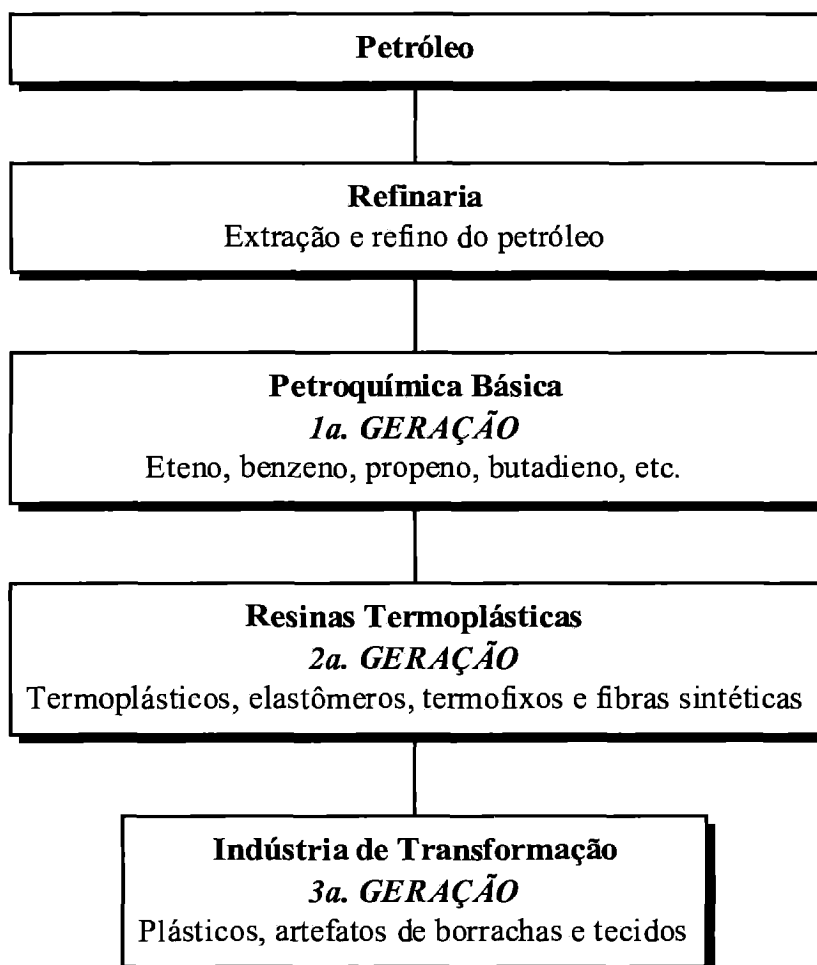 Petróleo
Refinaria
Extração e refino do petróleo
Petroquímica Básica
1a. GERAÇÃO
Eteno, benzeno, propeno, butadieno, etc.
Resinas Termoplásticas
2a. GERAÇÃO
Termoplásticos, elastômeros, termofixos e fibras sintéticas
Indústria de Transformação
3a. GERAÇÃO
Plásticos, artefatos de borrachas e tecidos